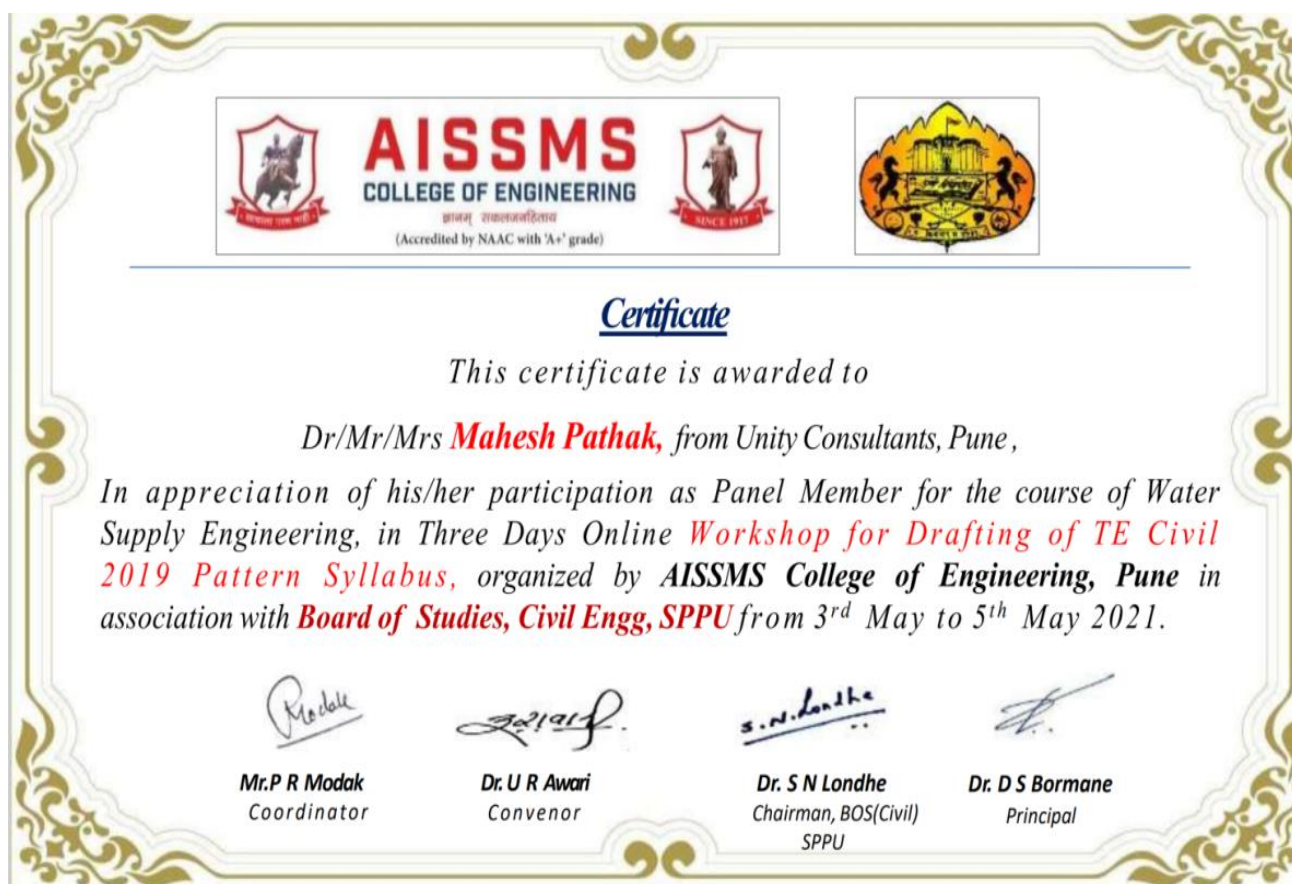 AISSMS
COLLEGE OF ENGINEERING
ज्ञानम् सकलजनहिताय
(Accredited by NAAC with 'A+' grade)
SINCE 1917
Certificate
This certificate is awarded to
Dr/Mr/Mrs Mahesh Pathak, from Unity Consultants, Pune ,
In appreciation of his/her participation as Panel Member for the course of Water
Supply Engineering, in Three Days Online Workshop for Drafting of TE Civil
2019 Pattern Syllabus, organized by AISSMS College of Engineering, Pune in
association with Board of Studies, Civil Engg, SPPU from 3rd May to 5th May 2021.
Modak
S.N.Londhe
Mr.P R Modak
Coordinator
Dr. U R Awari
Convenor
Dr. S N Londhe
Chairman, BOS(Civil)
SPPU
Dr. D S Bormane
Principal